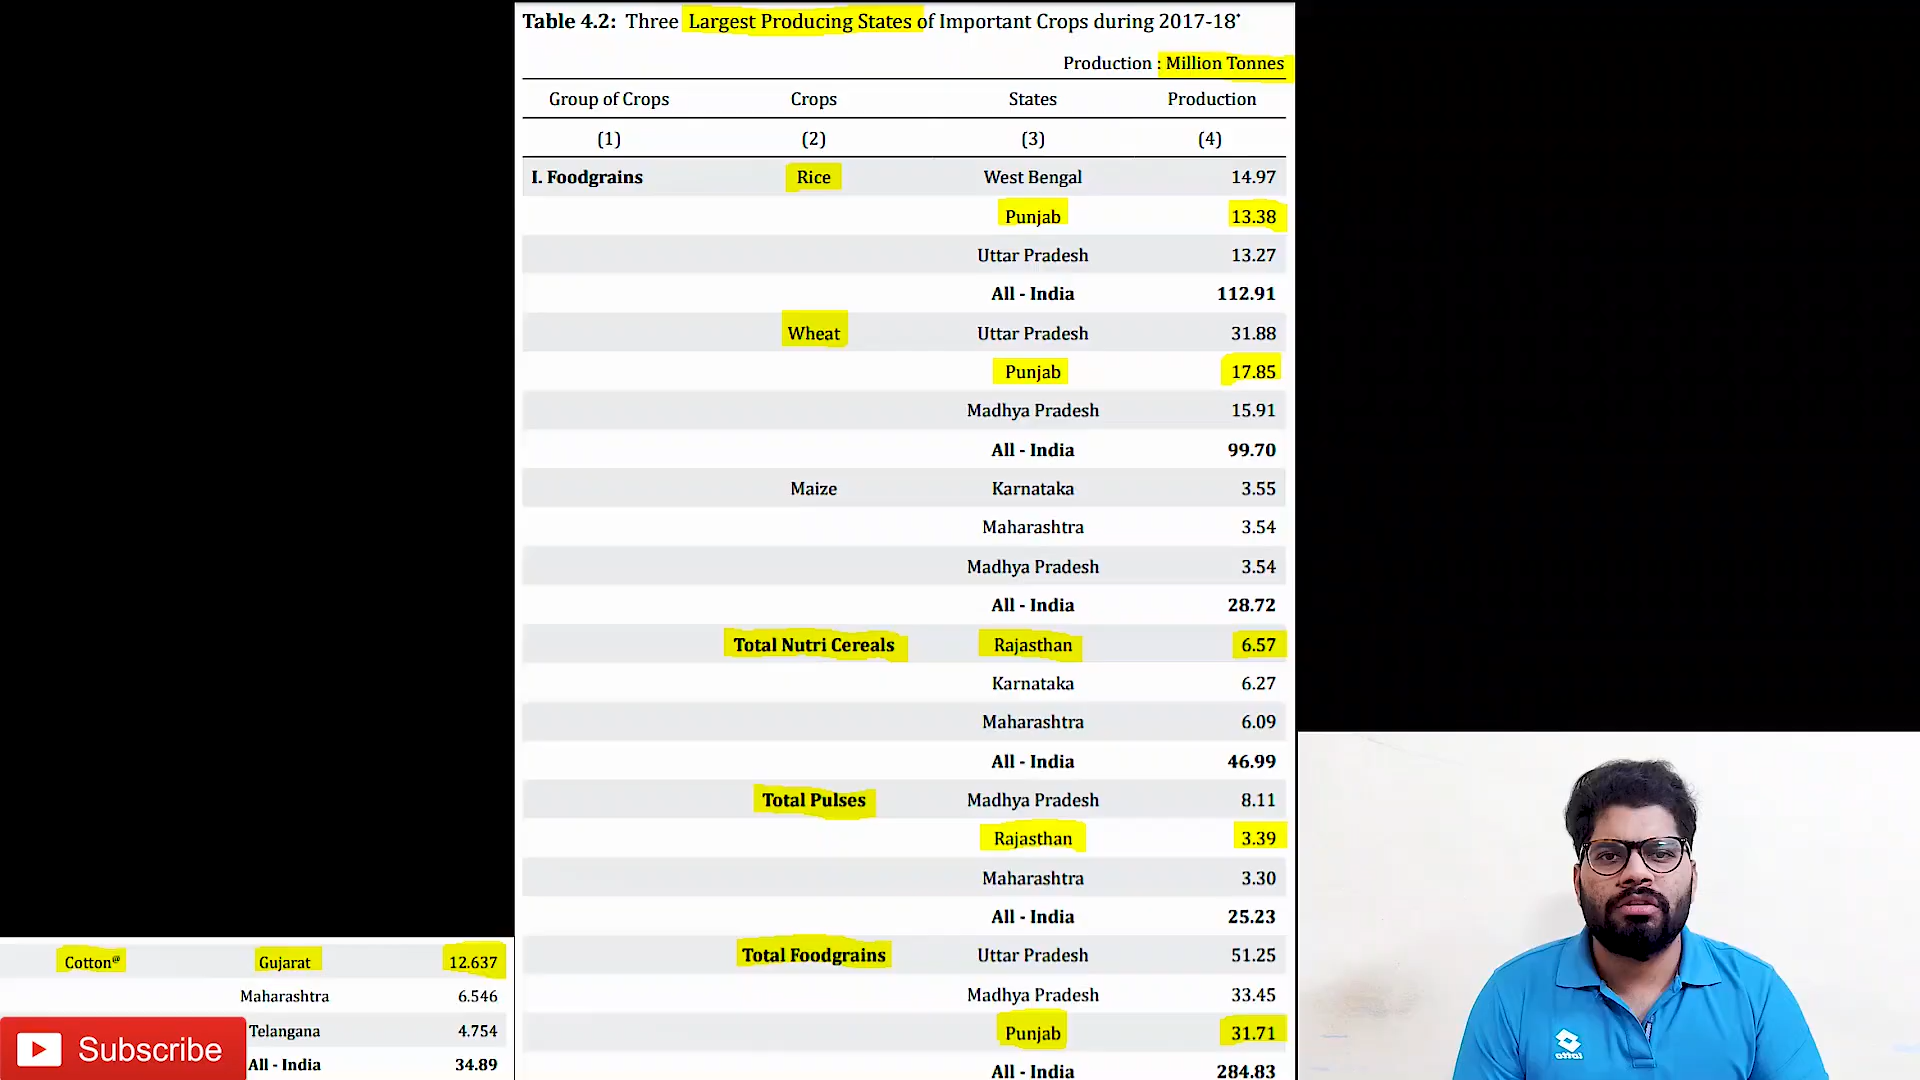 Table 4.2: Three Largest Producing States of Important Crops during 2017-18*
Production : Million Tonnes
Group of Crops Crops States Production
(1) (2) (3) (4)
I. Foodgrains Rice West Bengal 14.97
Punjab 13.38
Uttar Pradesh 13.27
All - India 112.91
Wheat Uttar Pradesh 31.88
Punjab 17.85
Madhya Pradesh 15.91
All - India 99.70
Maize Karnataka 3.55
Maharashtra 3.54
Madhya Pradesh 3.54
All - India 28.72
Total Nutri Cereals Rajasthan 6.57
Karnataka 6.27
Maharashtra 6.09
All - India 46.99
Total Pulses Madhya Pradesh 8.11
Rajasthan 3.39
Maharashtra 3.30
All - India 25.23
Total Foodgrains Uttar Pradesh 51.25
Madhya Pradesh 33.45
Punjab 31.71
All - India 284.83
Cotton@ Gujarat 12.637
Maharashtra 6.546
Telangana 4.754
All - India 34.89
Subscribe
lotto